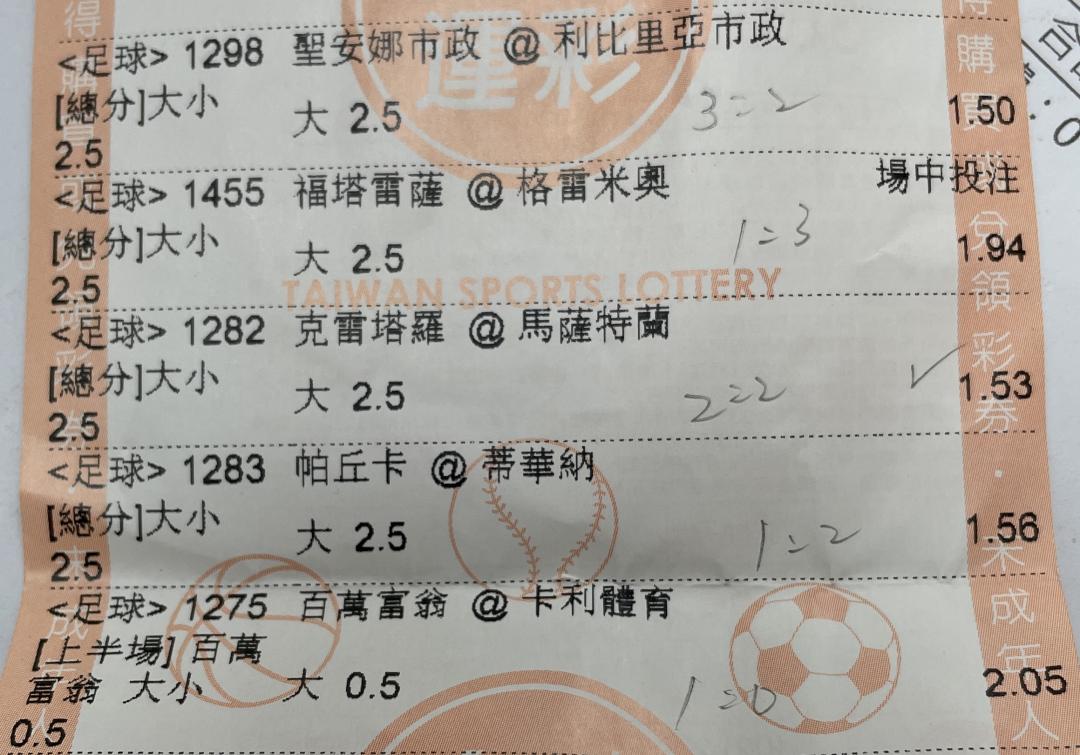 運彩
<足球> 1298 聖安娜市政 @ 利比里亞市政
[總分]大小 大 2.5 3=2 1.50
2.5
<足球> 1455 福塔雷薩 @ 格雷米奧 場中投注
[總分]大小 大 2.5 1=3 1.94
2.5
TAIWAN SPORTS LOTTERY
<足球> 1282 克雷塔羅 @ 馬薩特蘭
[總分]大小 大 2.5 2=2 ✓ 1.53
2.5
<足球> 1283 帕丘卡 @ 蒂華納
[總分]大小 大 2.5 1=2 1.56
2.5
<足球> 1275 百萬富翁 @ 卡利體育
[上半場] 百萬
富翁 大小 大 0.5 1=0 2.05
0.5